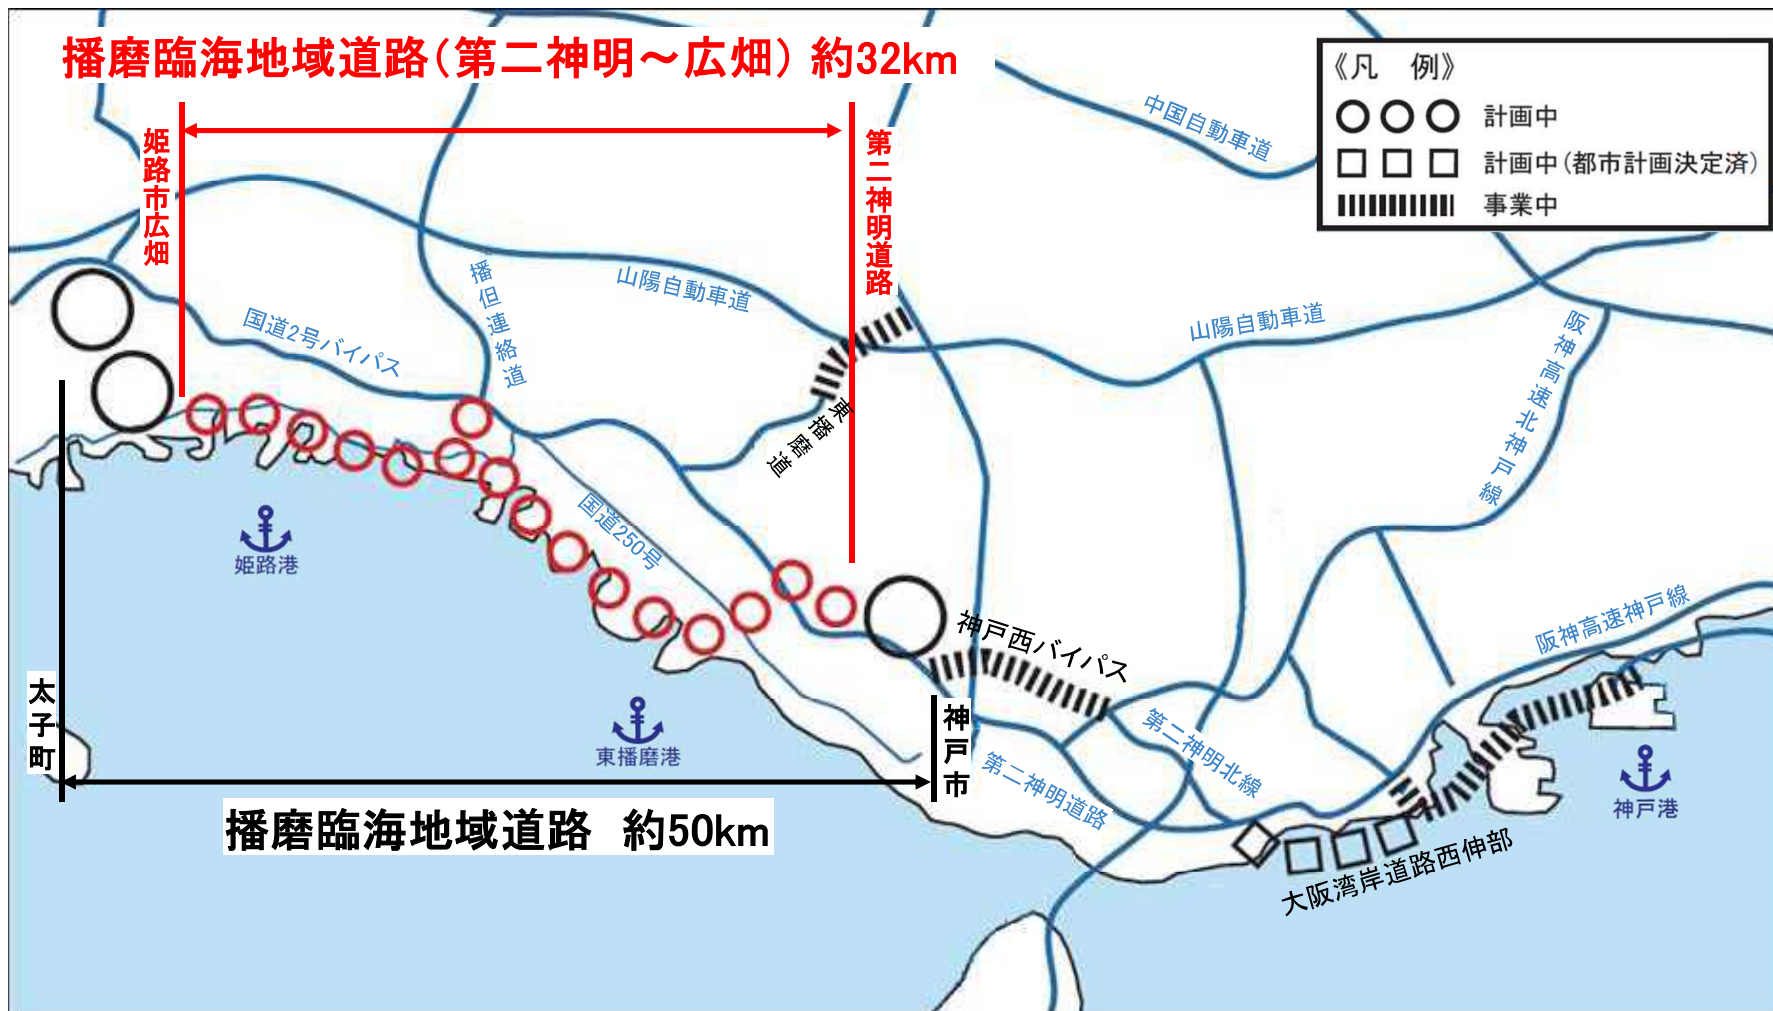 播磨臨海地域道路(第二神明～広畑) 約32km
《凡　例》
計画中
計画中(都市計画決定済)
事業中
姫路市広畑
第二神明道路
中国自動車道
播但連絡道
山陽自動車道
山陽自動車道
国道2号バイパス
阪神高速北神戸線
東播磨道
国道250号
姫路港
神戸西バイパス
阪神高速神戸線
太子町
東播磨港
神戸市
第二神明北線
第二神明道路
神戸港
播磨臨海地域道路　約50km
大阪湾岸道路西伸部